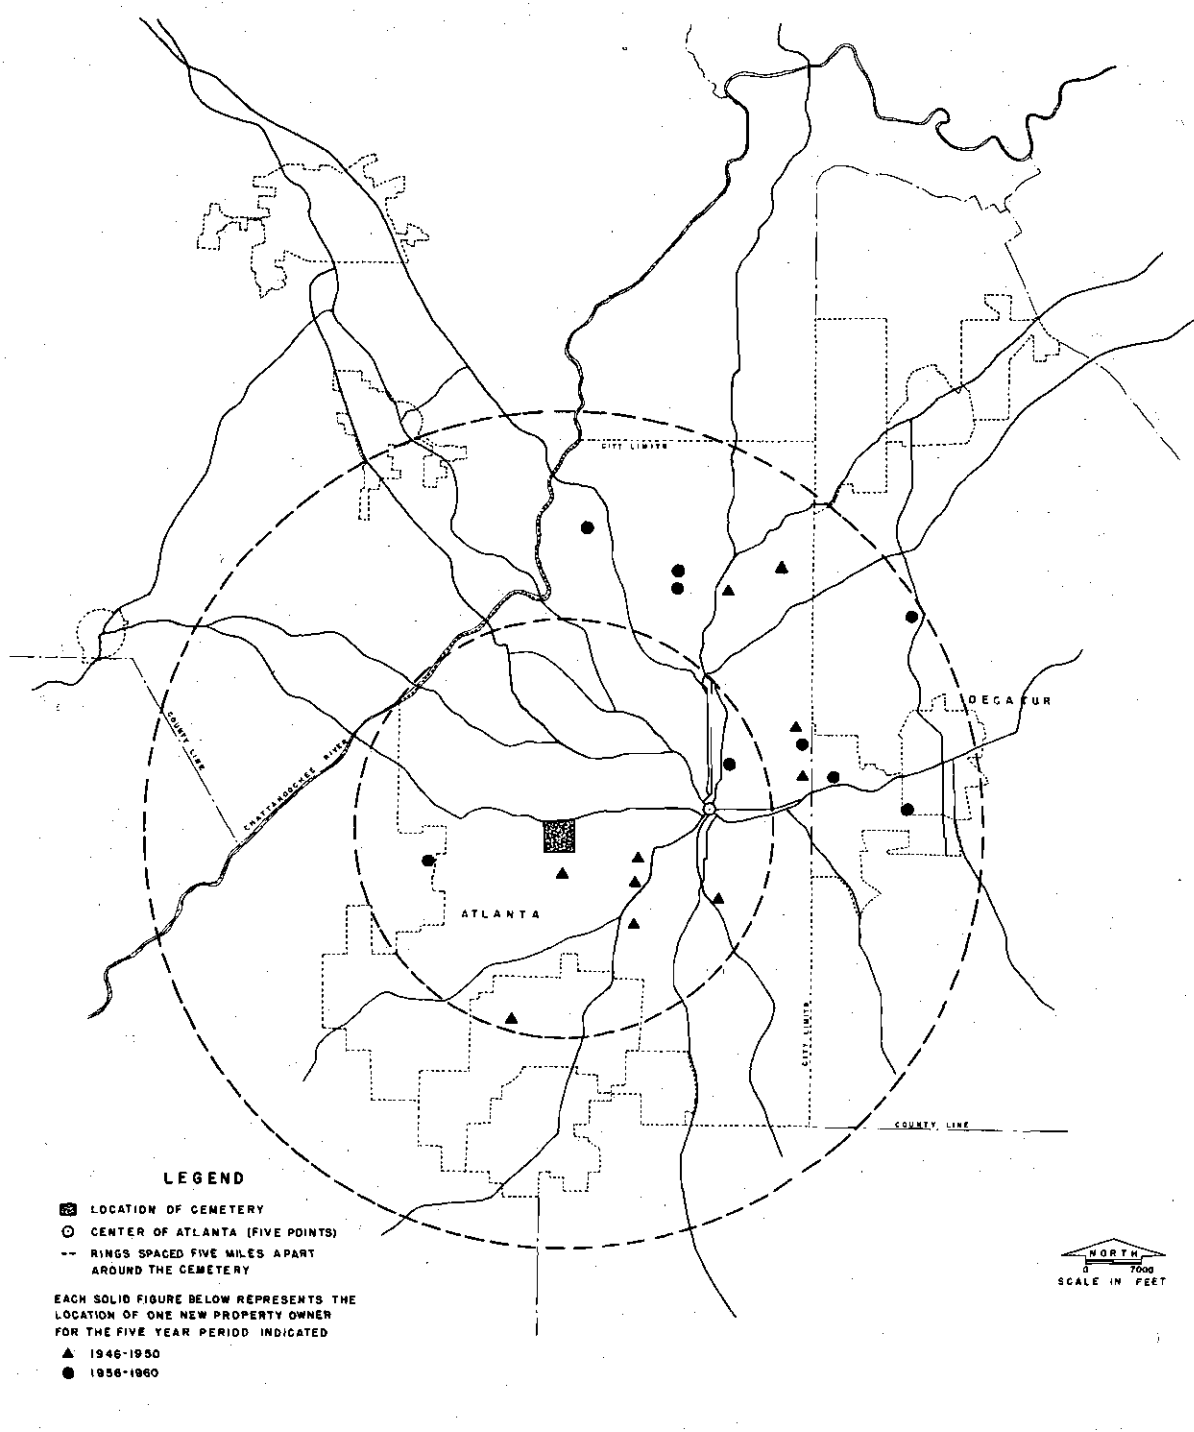 CITY LIMITS
DECATUR
COUNTY LINE
CHATTAHOOCHEE RIVER
ATLANTA
CITY LIMITS
COUNTY LINE
LEGEND
LOCATION OF CEMETERY
CENTER OF ATLANTA (FIVE POINTS)
RINGS SPACED FIVE MILES APART
AROUND THE CEMETERY
EACH SOLID FIGURE BELOW REPRESENTS THE
LOCATION OF ONE NEW PROPERTY OWNER
FOR THE FIVE YEAR PERIOD INDICATED
1946-1950
1956-1960
NORTH
0 7000
SCALE IN FEET